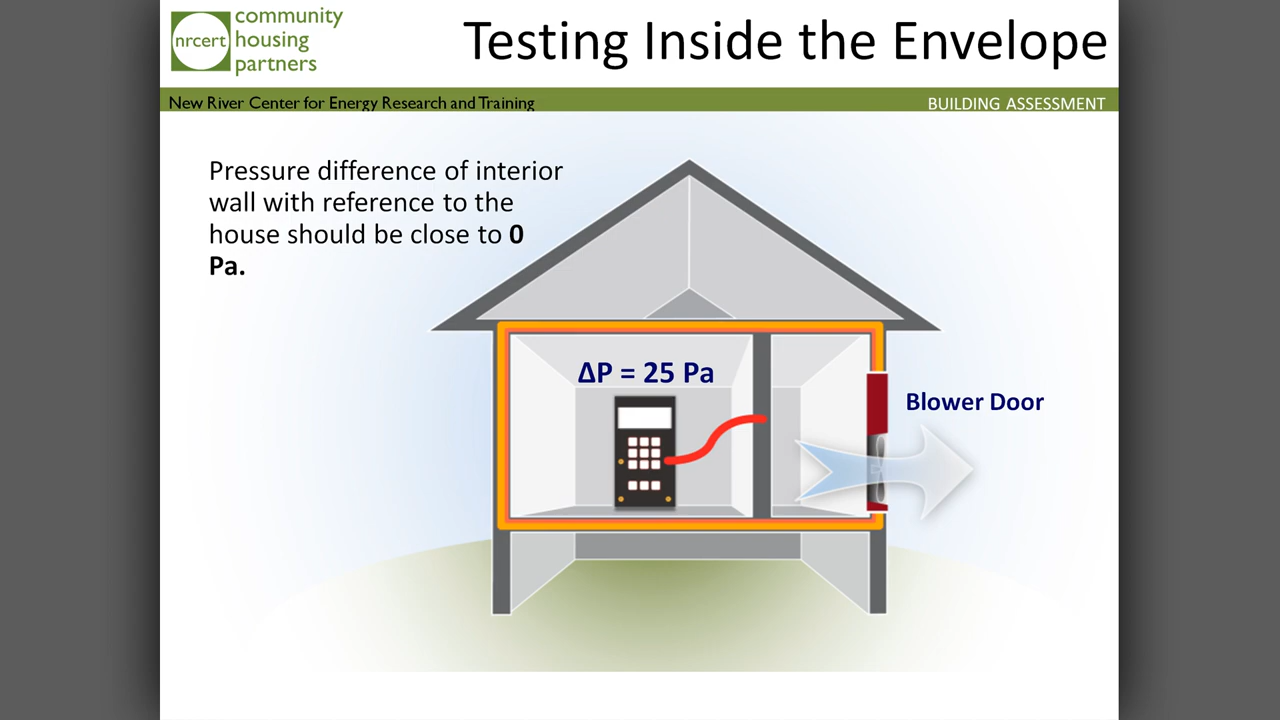 community
nrcert housing
partners
Testing Inside the Envelope
New River Center for Energy Research and Training
BUILDING ASSESSMENT
Pressure difference of interior
wall with reference to the
house should be close to 0
Pa.
ΔP = 25 Pa
Blower Door